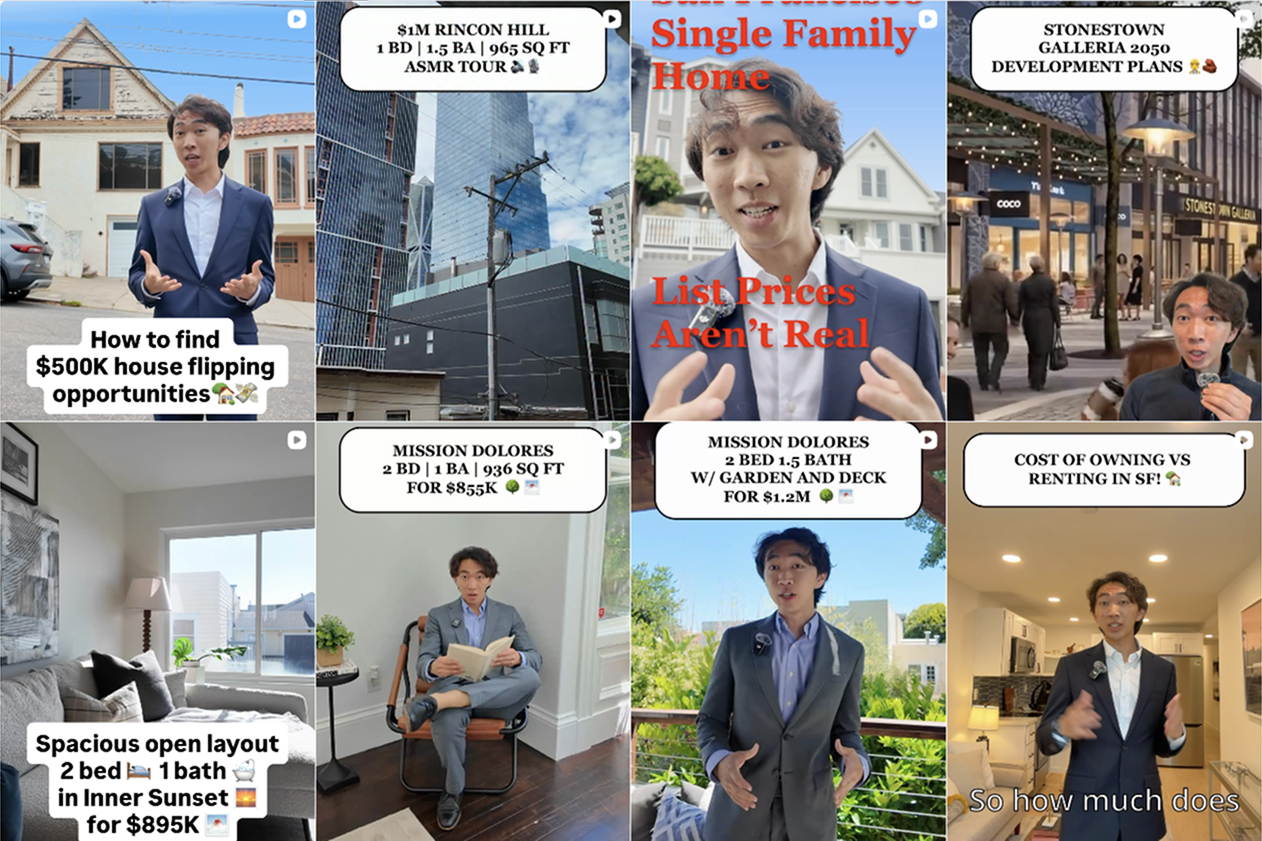 $1M RINCON HILL
1 BD | 1.5 BA | 965 SQ FT
ASMR TOUR 🔊🎙️
San Francisco
Single Family
Home
STONESTOWN
GALLERIA 2050
DEVELOPMENT PLANS 👷
COCO
STONESTOWN GALLERIA
How to find
$500K house flipping
opportunities🏡💸
List Prices
Aren’t Real
MISSION DOLORES
2 BD | 1 BA | 936 SQ FT
FOR $855K 🌳🌁
MISSION DOLORES
2 BED 1.5 BATH
W/ GARDEN AND DECK
FOR $1.2M 🌳🌁
COST OF OWNING VS
RENTING IN SF! 🏡
Spacious open layout
2 bed🛏️ 1 bath🛁
in Inner Sunset 🌇
for $895K 🌁
So how much does